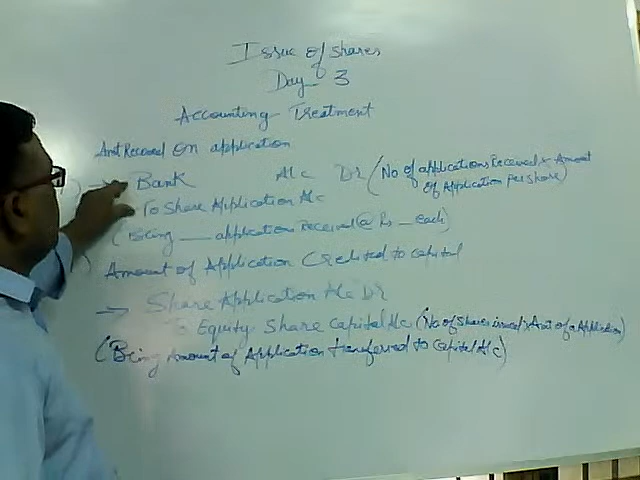 Issue of shares
Day 3
Accounting Treatment
Amt Received on application
→ Bank A/c Dr (No of applications Received x Amount
of Application per share)
To Share Application A/c
(Being ___ application Received @ Rs __ each)
) Amount of Application Credited to capital
→ Share Application A/c Dr
To Equity Share Capital A/c (No of shares issued x Amt of Application)
(Being Amount of Application transferred to Capital A/c)